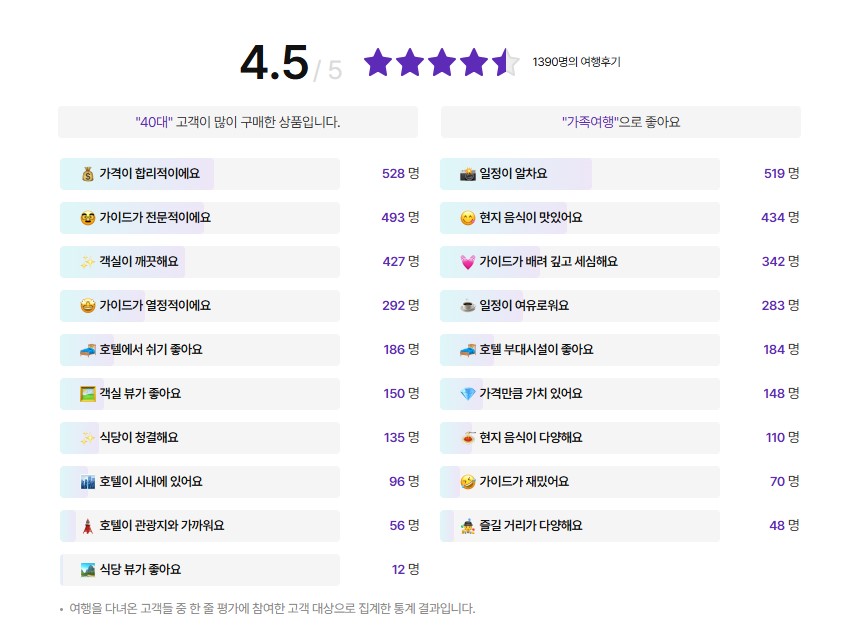 4.5 / 5 1390명의 여행후기
"40대" 고객이 많이 구매한 상품입니다.
"가족여행"으로 좋아요
가격이 합리적이에요 528 명
일정이 알차요 519 명
가이드가 전문적이에요 493 명
현지 음식이 맛있어요 434 명
객실이 깨끗해요 427 명
가이드가 배려 깊고 세심해요 342 명
가이드가 열정적이에요 292 명
일정이 여유로워요 283 명
호텔에서 쉬기 좋아요 186 명
호텔 부대시설이 좋아요 184 명
객실 뷰가 좋아요 150 명
가격만큼 가치 있어요 148 명
식당이 청결해요 135 명
현지 음식이 다양해요 110 명
호텔이 시내에 있어요 96 명
가이드가 재밌어요 70 명
호텔이 관광지와 가까워요 56 명
즐길 거리가 다양해요 48 명
식당 뷰가 좋아요 12 명
• 여행을 다녀온 고객들 중 한 줄 평가에 참여한 고객 대상으로 집계한 통계 결과입니다.